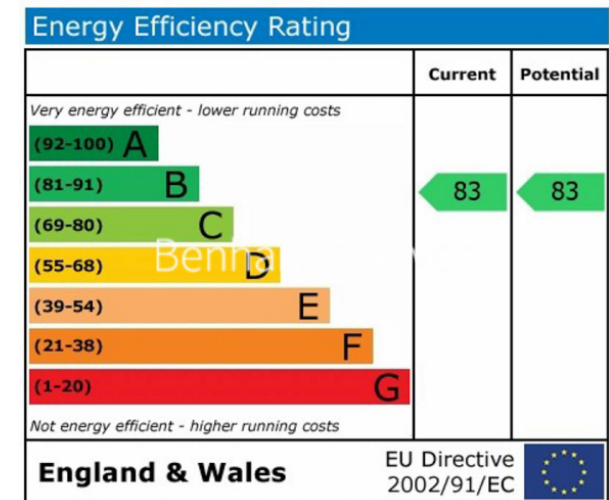 Energy Efficiency Rating
Current Potential
Very energy efficient - lower running costs
(92-100) A
(81-91) B
83 83
(69-80) C
(55-68) D
(39-54) E
(21-38) F
(1-20) G
Not energy efficient - higher running costs
England & Wales
EU Directive
2002/91/EC